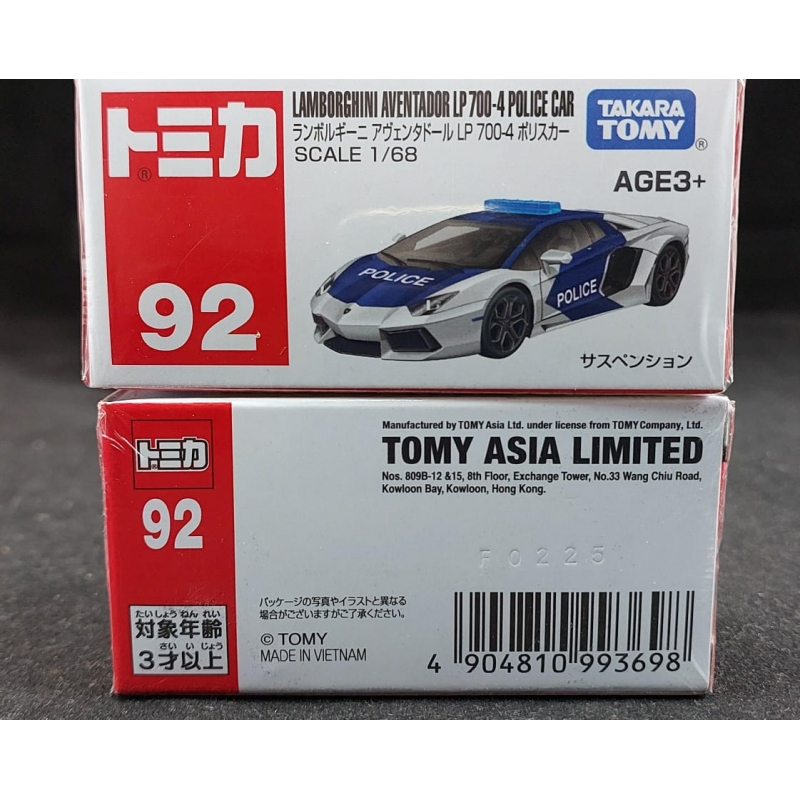 トミカ®
92
LAMBORGHINI AVENTADOR LP 700-4 POLICE CAR
ランボルギーニ アヴェンタドール LP 700-4 ポリスカー
SCALE 1/68
TAKARA
TOMY®
AGE3+
POLICE
POLICE
サスペンション
トミカ®
92
Manufactured by TOMY Asia Ltd. under license from TOMY Company, Ltd.
TOMY ASIA LIMITED
Nos. 809B-12 &15, 8th Floor, Exchange Tower, No.33 Wang Chiu Road,
Kowloon Bay, Kowloon, Hong Kong.
F0225
たいしょうねんれい
対象年齢
さいいじょう
3才以上
パッケージの写真やイラストと異なる
場合がございますがご了承ください。
© TOMY
MADE IN VIETNAM
4 904810 993698